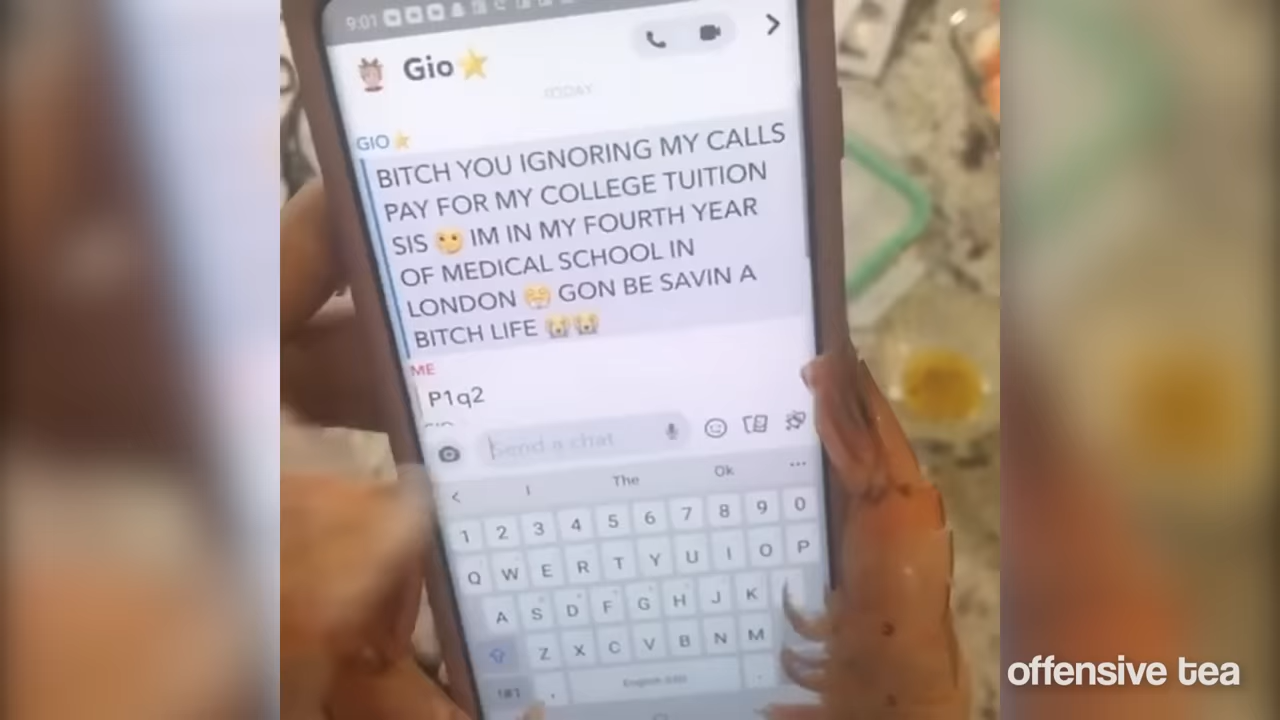 9:01
Gio⭐
TODAY
GIO⭐
BITCH YOU IGNORING MY CALLS
PAY FOR MY COLLEGE TUITION
SIS 🤭 IM IN MY FOURTH YEAR
OF MEDICAL SCHOOL IN
LONDON 😤 GON BE SAVIN A
BITCH LIFE 😭😭
ME
P1q2
Send a chat
< I The Ok ...
1 2 3 4 5 6 7 8 9 0
Q W E R T Y U I O P
A S D F G H J K
Z X C V B N M
!#1 , .
offensive tea